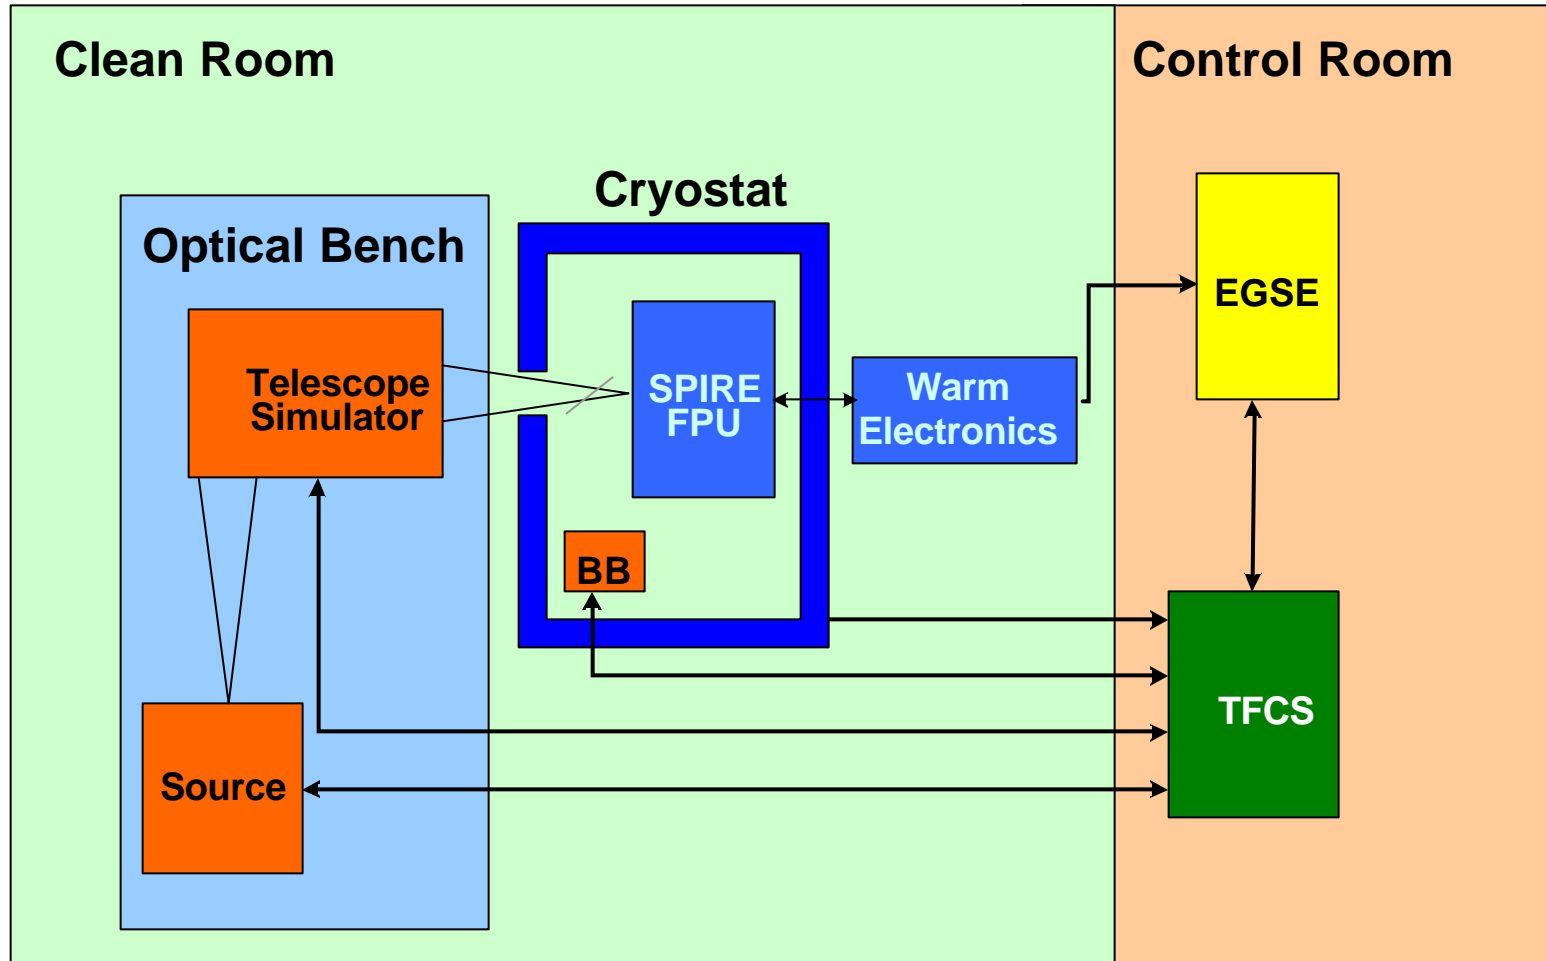 Clean Room
Control Room
Cryostat
Optical Bench
EGSE
Telescope
Simulator
SPIRE
FPU
Warm
Electronics
BB
TFCS
Source